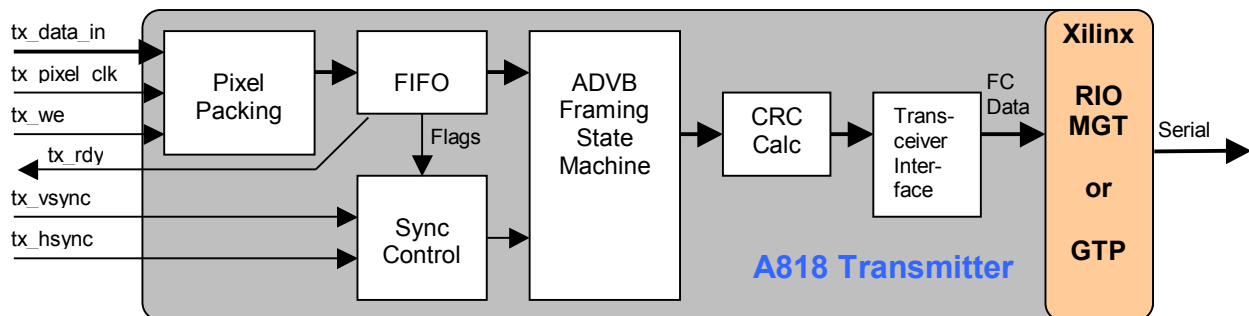 tx_data_in
tx_pixel_clk
tx_we
tx_rdy
tx_vsync
tx_hsync
Pixel
Packing
FIFO
Flags
Sync
Control
ADVB
Framing
State
Machine
CRC
Calc
Trans-
ceiver
Inter-
face
FC
Data
A818 Transmitter
Xilinx
RIO
MGT
or
GTP
Serial